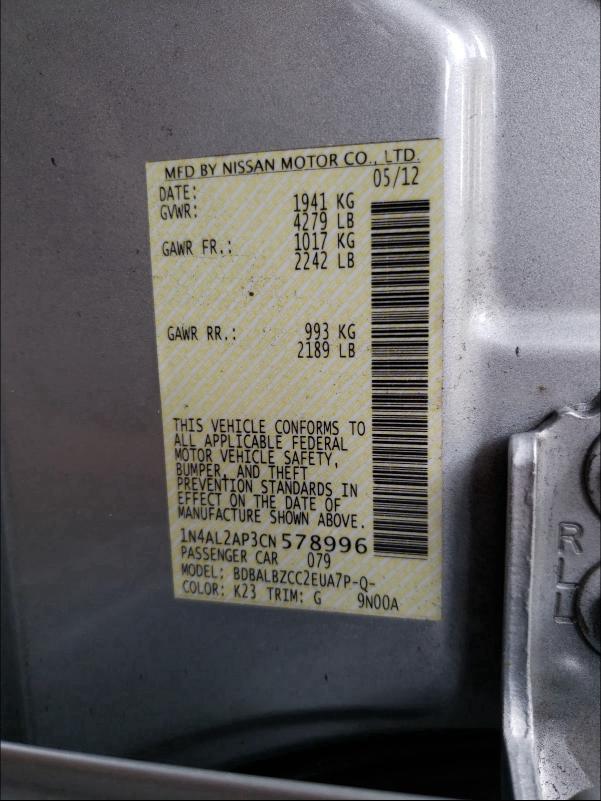 MFD BY NISSAN MOTOR CO., LTD.
DATE: 05/12
GVWR: 1941 KG
4279 LB
GAWR FR.: 1017 KG
2242 LB
GAWR RR.: 993 KG
2189 LB
THIS VEHICLE CONFORMS TO
ALL APPLICABLE FEDERAL
MOTOR VEHICLE SAFETY,
BUMPER, AND THEFT
PREVENTION STANDARDS IN
EFFECT ON THE DATE OF
MANUFACTURE SHOWN ABOVE.
1N4AL2AP3CN 578996
PASSENGER CAR 079
MODEL: BDBALBZCC2EUA7P-Q-
COLOR: K23 TRIM: G 9N00A